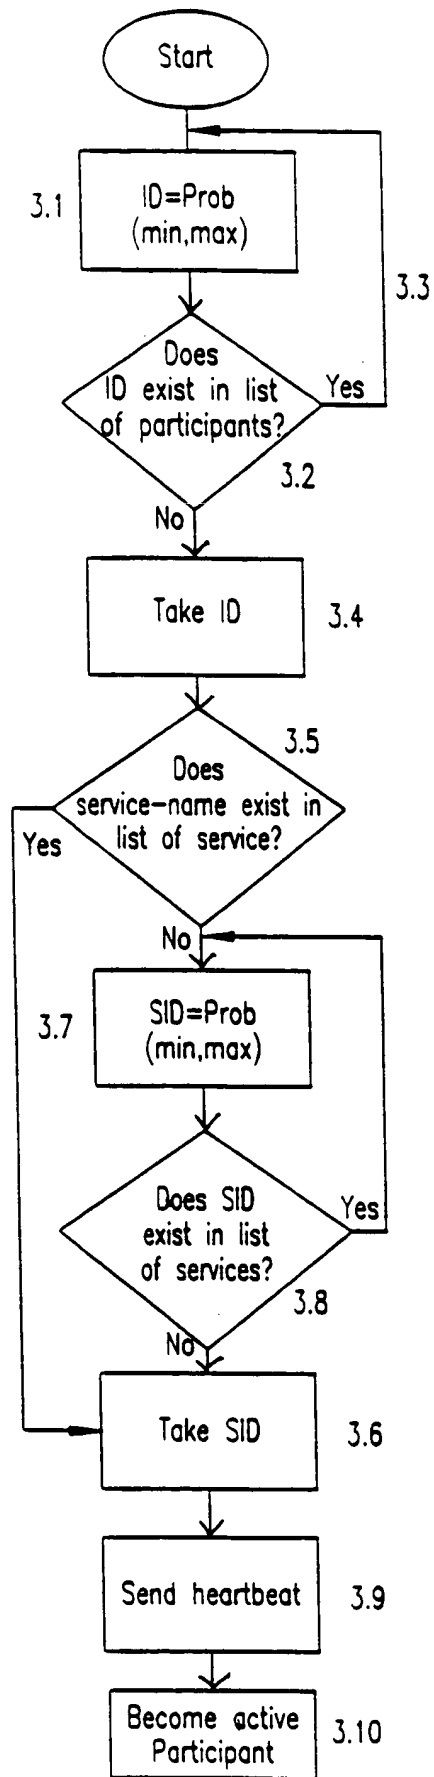 Start
3.1
ID=Prob
(min,max)
3.3
Does
ID exist in list
of participants?
Yes
3.2
No
Take ID
3.4
3.5
Does
service-name exist in
list of service?
Yes
No
3.7
SID=Prob
(min,max)
Does SID
exist in list
of services?
Yes
3.8
No
Take SID
3.6
Send heartbeat
3.9
Become active
Participant
3.10